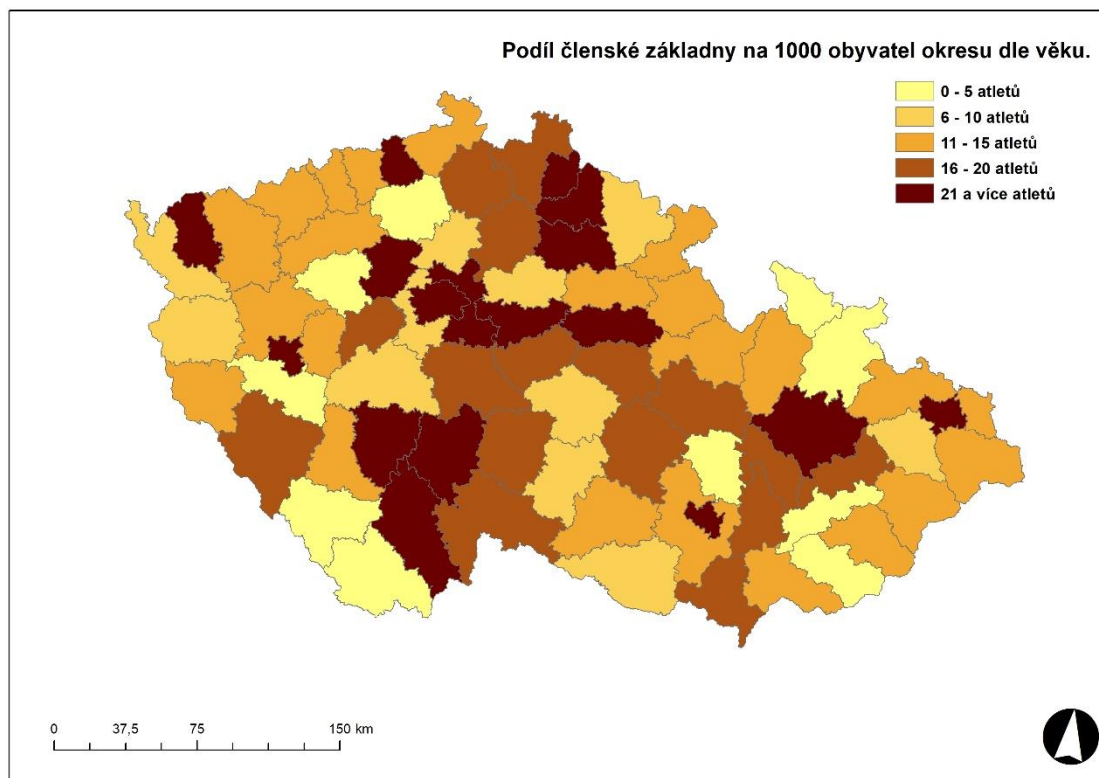 Podíl členské základny na 1000 obyvatel okresu dle věku.
0 - 5 atletů
6 - 10 atletů
11 - 15 atletů
16 - 20 atletů
21 a více atletů
0 37,5 75 150 km